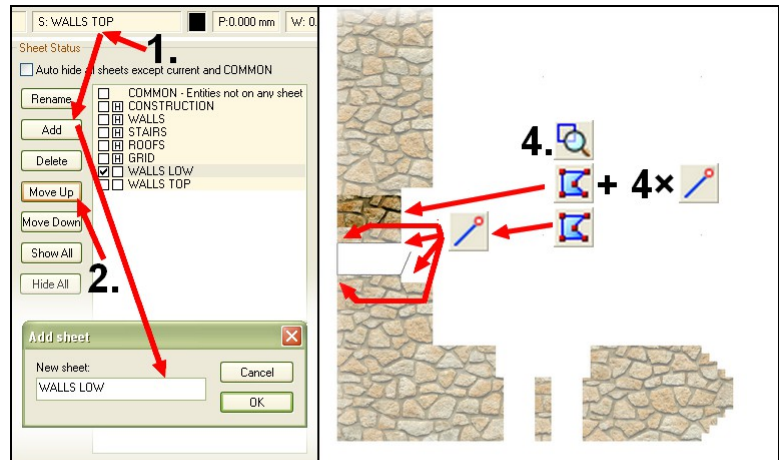 S: WALLS TOP
P:0.000 mm
W: 0.
1.
Sheet Status
Auto hide all sheets except current and COMMON
Rename
Add
Delete
Move Up
Move Down
Show All
Hide All
COMMON - Entities not on any sheet
H CONSTRUCTION
H WALLS
H STAIRS
H ROOFS
H GRID
WALLS LOW
WALLS TOP
2.
Add sheet
New sheet:
WALLS LOW
Cancel
OK
4.
+ 4×